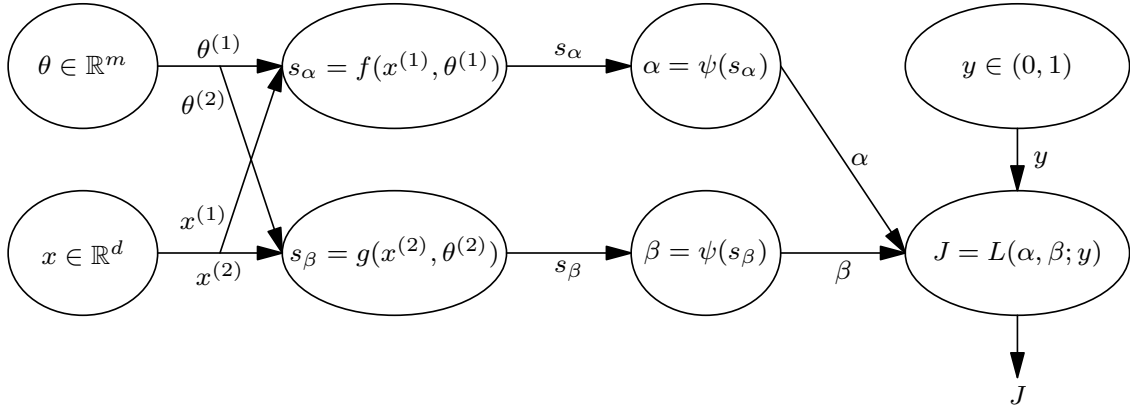 θ ∈ ℝ^m
θ^(1)
s_α = f(x^(1), θ^(1))
s_α
α = ψ(s_α)
y ∈ (0, 1)
θ^(2)
α
y
x^(1)
x ∈ ℝ^d
x^(2)
s_β = g(x^(2), θ^(2))
s_β
β = ψ(s_β)
β
J = L(α, β; y)
J